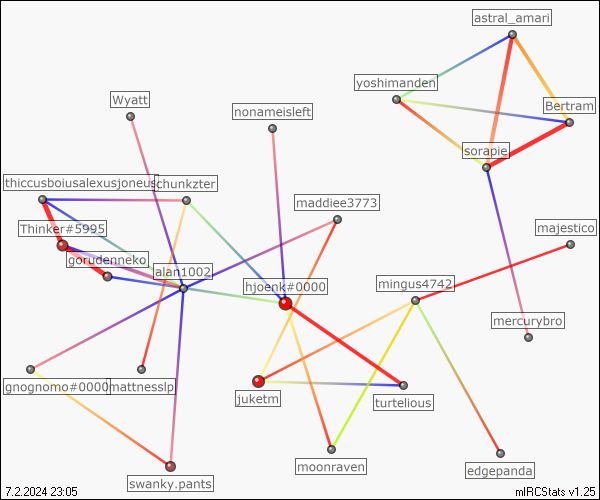 astral_amari
yoshimanden
Wyatt
nonameisleft
Bertram
sorapie
thiccusboiusalexusjoneus
chunkzter
maddiee3773
Thinker#5995
majestico
gorudenneko
alan1002
hjoenk#0000
mingus4742
mercurybro
gnognomo#0000
mattnesslp
juketm
turtelious
moonraven
edgepanda
swanky.pants
7.2.2024 23:05
mIRCStats v1.25